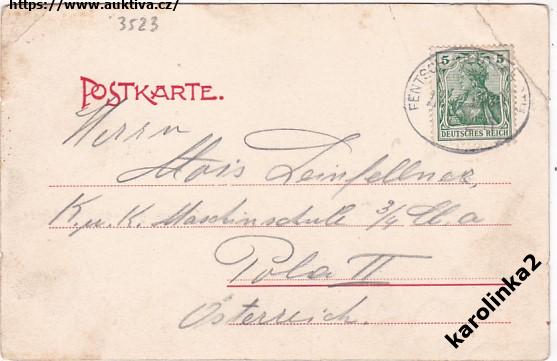 https://www.auktiva.cz/
3523
5 5
FENTS
DEUTSCHES REICH
POSTKARTE.
Herrn
Alois Leinfellner,
K. u. K. Maschinschule 3/4
Pola II
Österreich.
karolinka2